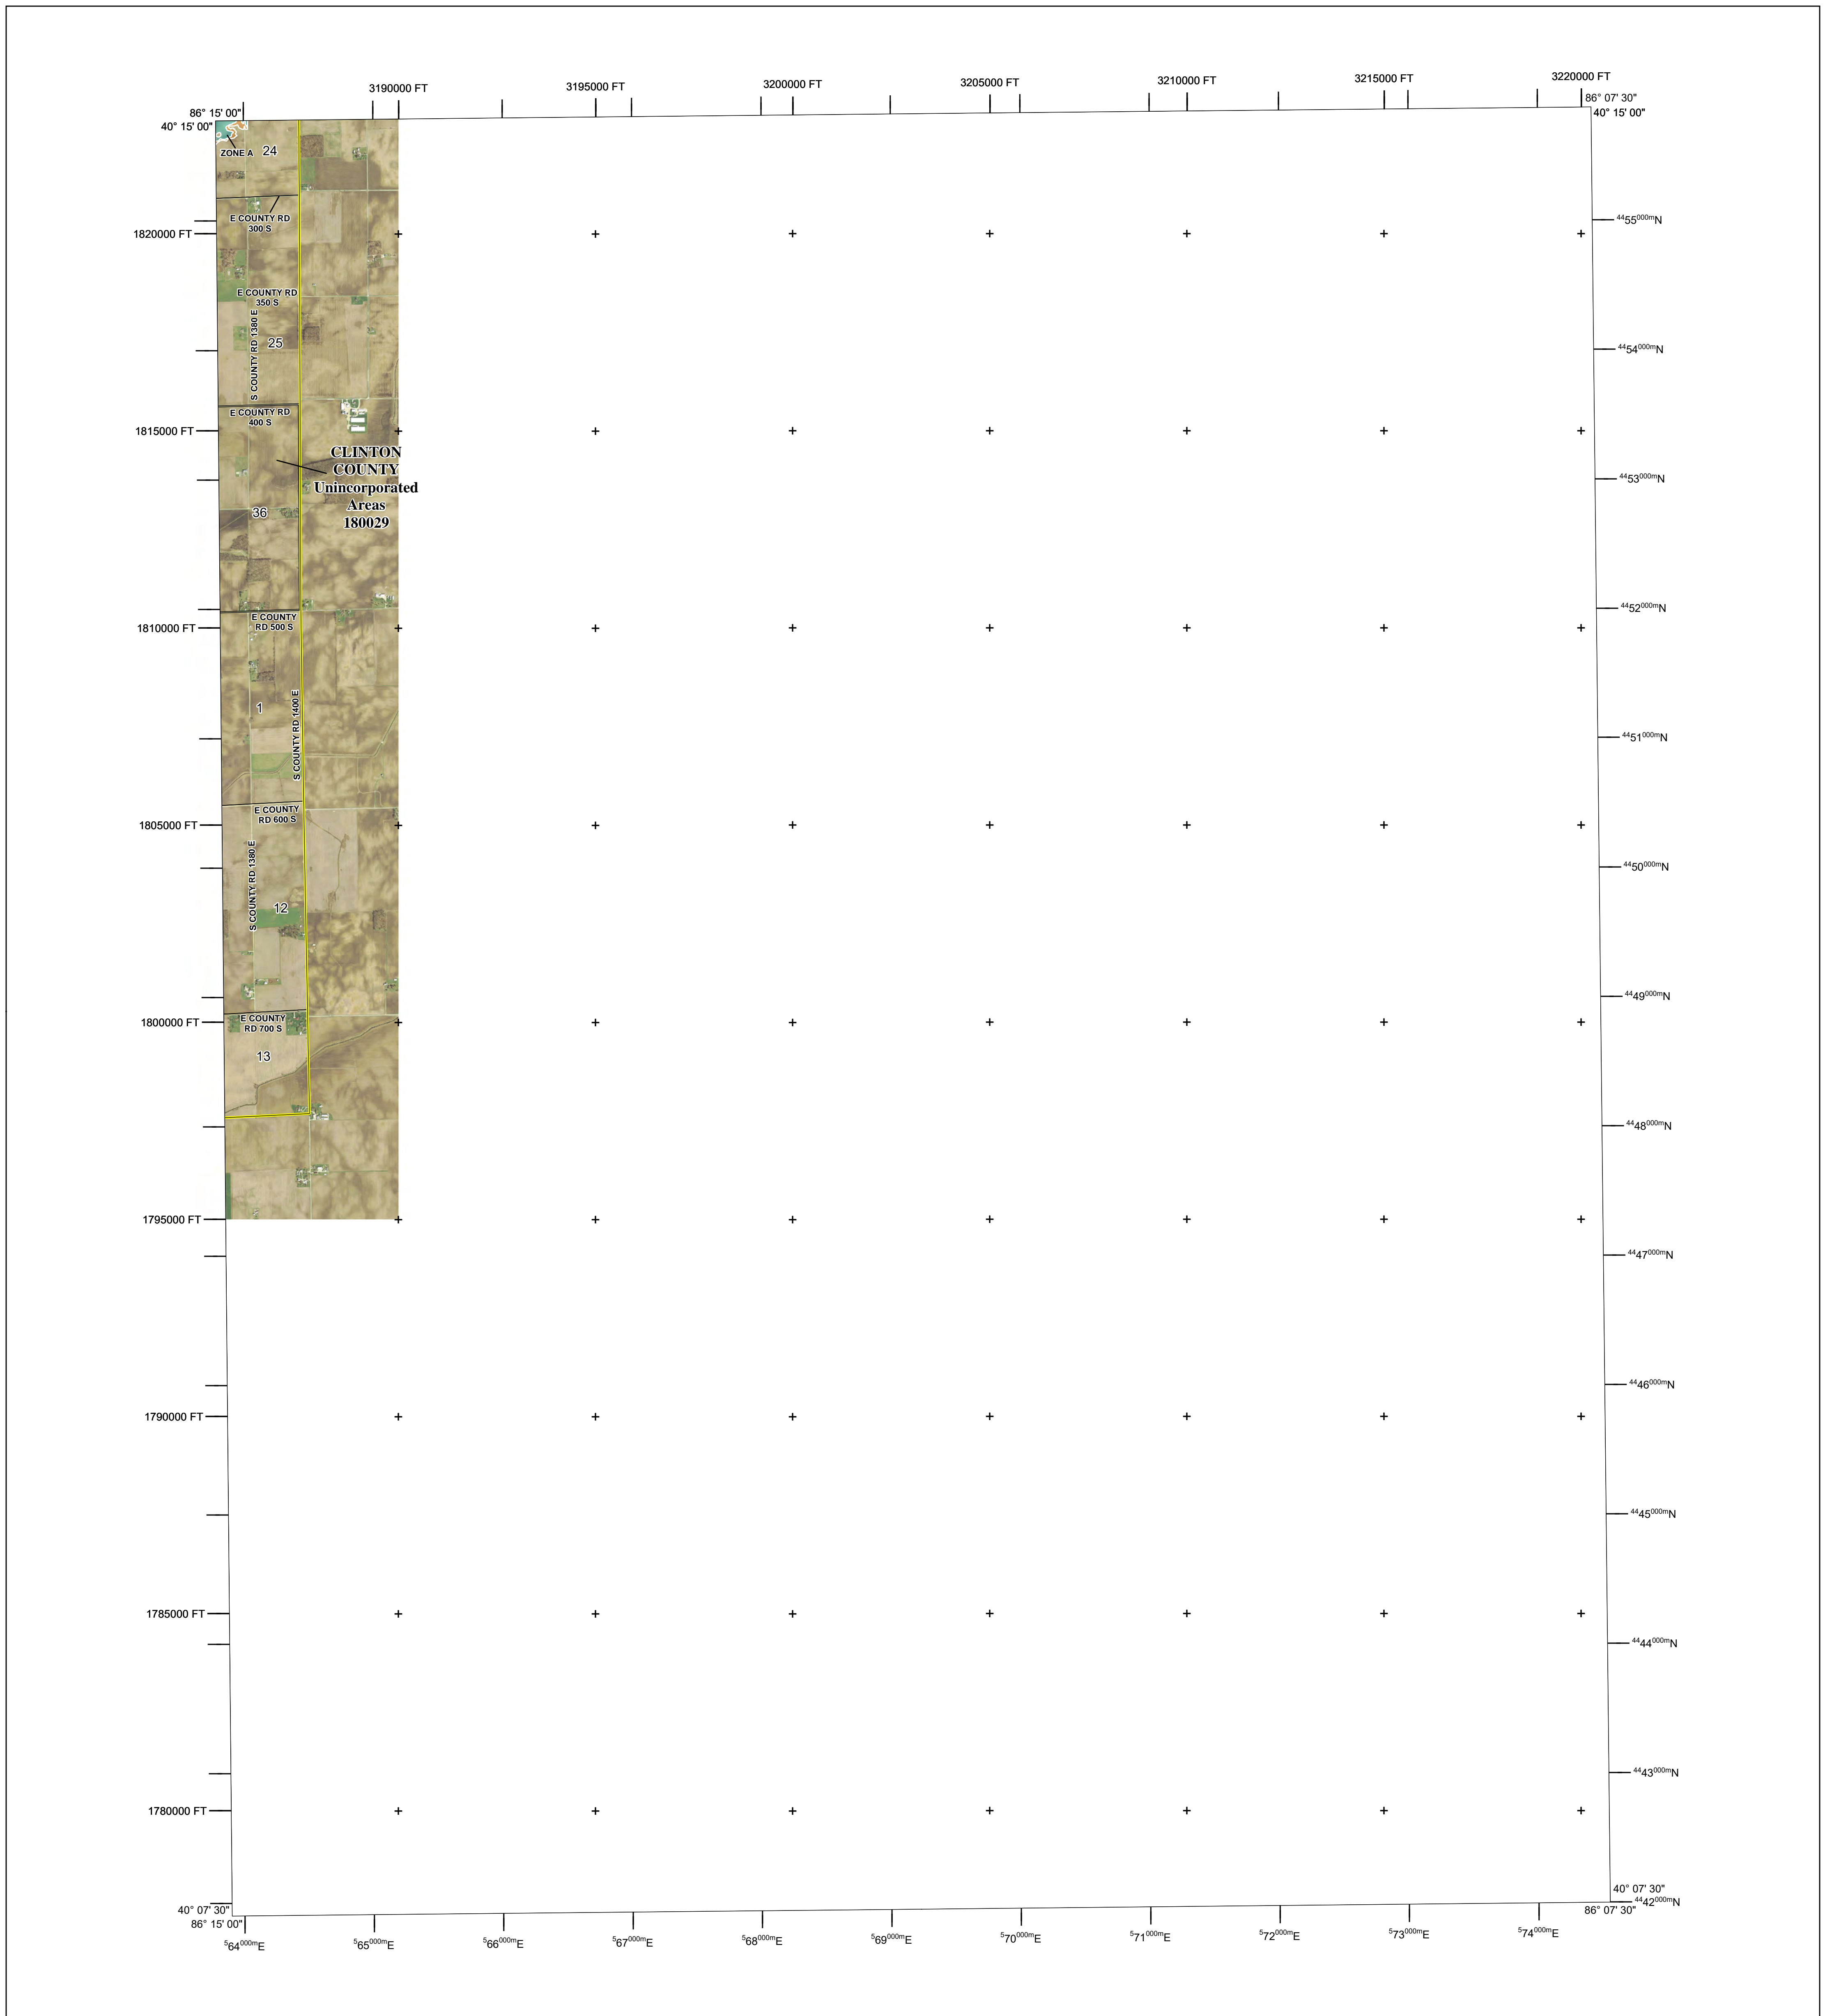 3190000 FT 3195000 FT 3200000 FT 3205000 FT 3210000 FT 3215000 FT 3220000 FT
86° 15' 00" 86° 07' 30"
40° 15' 00" 40° 15' 00"
ZONE A
24
E COUNTY RD
300 S
4455000mN
1820000 FT
E COUNTY RD
350 S
S COUNTY RD 1380 E
25
4454000mN
E COUNTY RD
400 S
1815000 FT
CLINTON
COUNTY
Unincorporated
Areas
180029
4453000mN
36
4452000mN
E COUNTY
RD 500 S
1810000 FT
1
S COUNTY RD 1400 E
4451000mN
E COUNTY
RD 600 S
1805000 FT
4450000mN
S COUNTY RD 1380 E
12
4449000mN
E COUNTY
RD 700 S
1800000 FT
13
4448000mN
1795000 FT
4447000mN
4446000mN
1790000 FT
4445000mN
1785000 FT
4444000mN
4443000mN
1780000 FT
40° 07' 30" 40° 07' 30"
4442000mN
86° 15' 00" 86° 07' 30"
564000mE 565000mE 566000mE 567000mE 568000mE 569000mE 570000mE 571000mE 572000mE 573000mE 574000mE